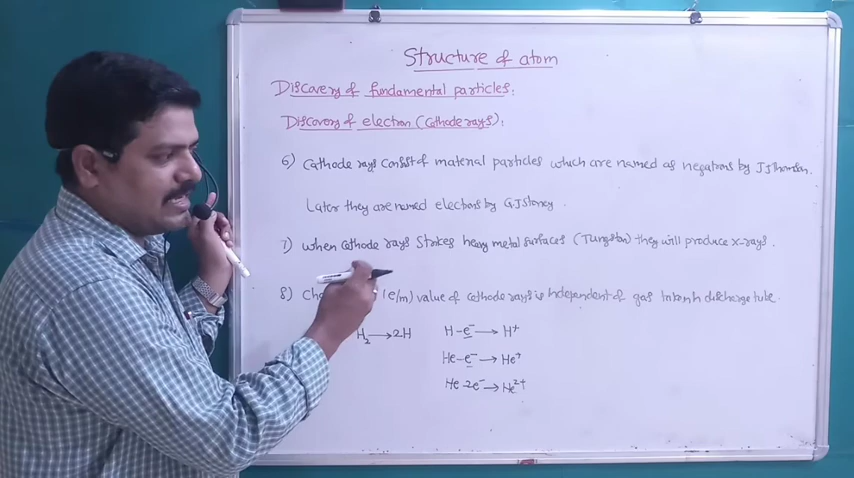 Structure of atom
Discovery of fundamental particles:
Discovery of electron (Cathode rays):
6) Cathode rays consist of material particles which are named as negatrons by JJ Thomson.
Later they are named electrons by G.J Stoney.
7) When Cathode rays strikes heavy metal surfaces (Tungston) they will produce x-rays.
8) (e/m) value of cathode rays is independent of gas taken in discharge tube.
H₂ → 2H H - e⁻ → H⁺
He - e⁻ → He⁺
He 2e⁻ → He²⁺